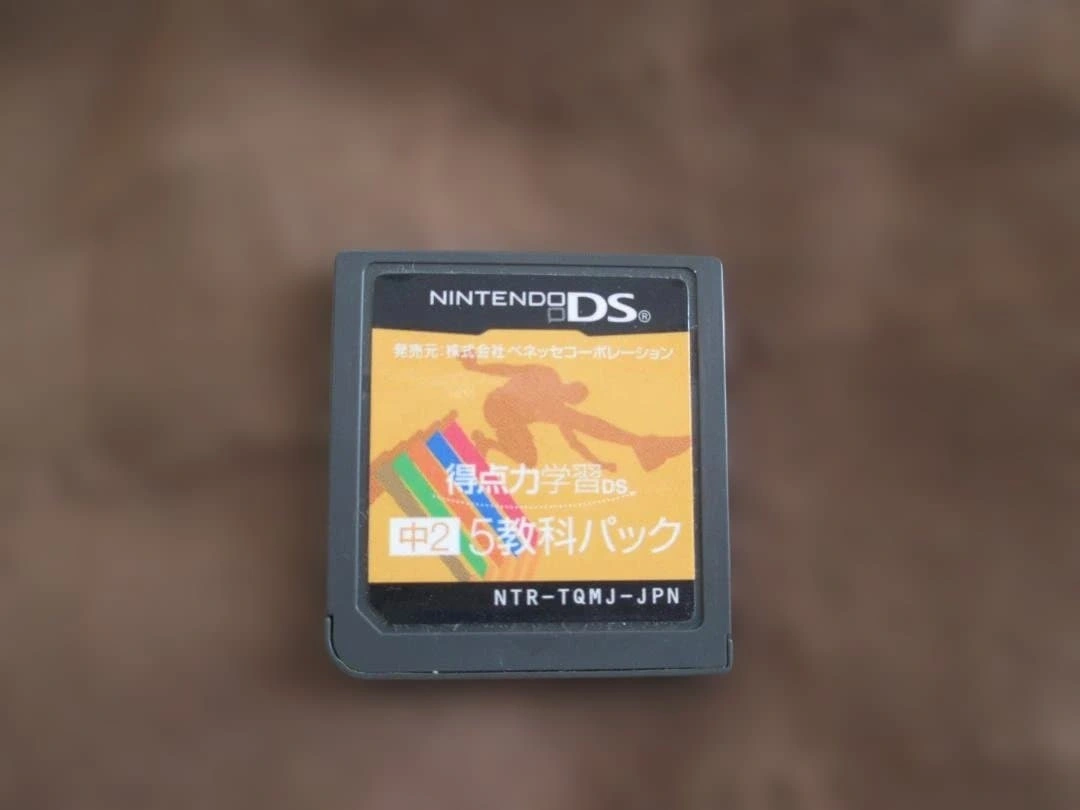 NINTENDO DS®
発売元:株式会社ベネッセコーポレーション
得点力学習DS™
中2 5教科パック
NTR-TQMJ-JPN